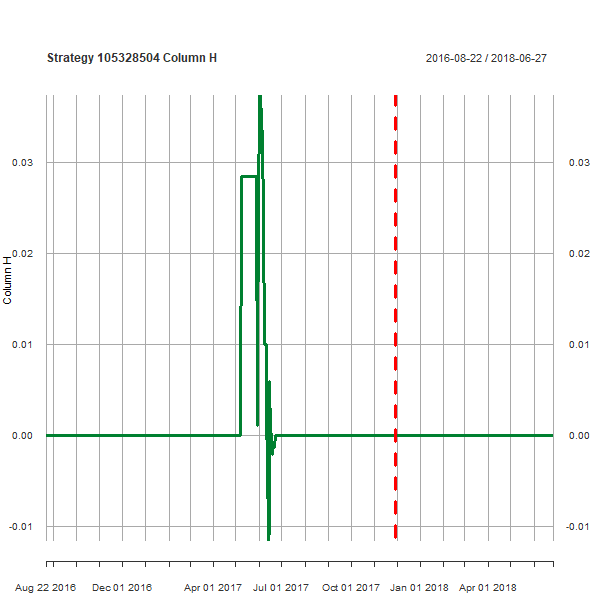 Strategy 105328504 Column H
2016-08-22 / 2018-06-27
0.03 0.03
0.02 0.02
Column H
0.01 0.01
0.00 0.00
-0.01 -0.01
Aug 22 2016 Dec 01 2016 Apr 01 2017 Jul 01 2017 Oct 01 2017 Jan 01 2018 Apr 01 2018